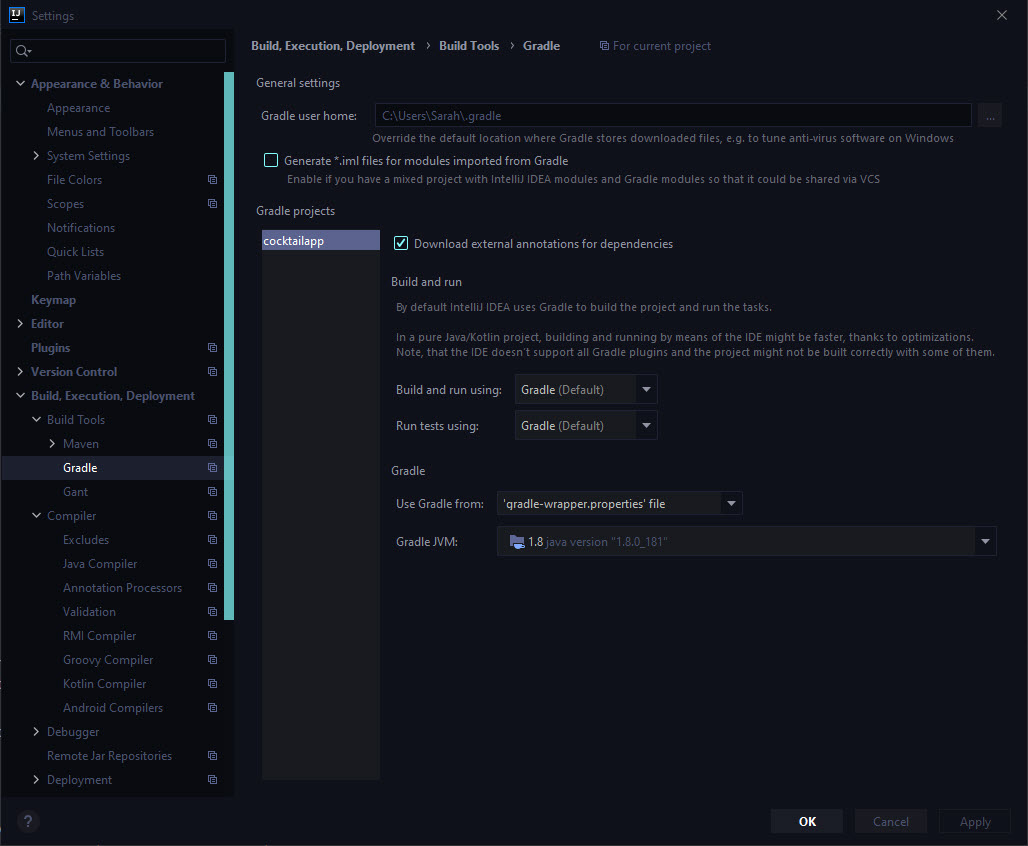 Settings
Build, Execution, Deployment › Build Tools › Gradle
For current project
Appearance & Behavior
Appearance
Menus and Toolbars
System Settings
File Colors
Scopes
Notifications
Quick Lists
Path Variables
Keymap
Editor
Plugins
Version Control
Build, Execution, Deployment
Build Tools
Maven
Gradle
Gant
Compiler
Excludes
Java Compiler
Annotation Processors
Validation
RMI Compiler
Groovy Compiler
Kotlin Compiler
Android Compilers
Debugger
Remote Jar Repositories
Deployment
General settings
Gradle user home: C:\Users\Sarah\.gradle ...
Override the default location where Gradle stores downloaded files, e.g. to tune anti-virus software on Windows
Generate *.iml files for modules imported from Gradle
Enable if you have a mixed project with IntelliJ IDEA modules and Gradle modules so that it could be shared via VCS
Gradle projects
cocktailapp
Download external annotations for dependencies
Build and run
By default IntelliJ IDEA uses Gradle to build the project and run the tasks.
In a pure Java/Kotlin project, building and running by means of the IDE might be faster, thanks to optimizations.
Note, that the IDE doesn't support all Gradle plugins and the project might not be built correctly with some of them.
Build and run using: Gradle (Default)
Run tests using: Gradle (Default)
Gradle
Use Gradle from: 'gradle-wrapper.properties' file
Gradle JVM: 1.8 java version "1.8.0_181"
?
OK
Cancel
Apply